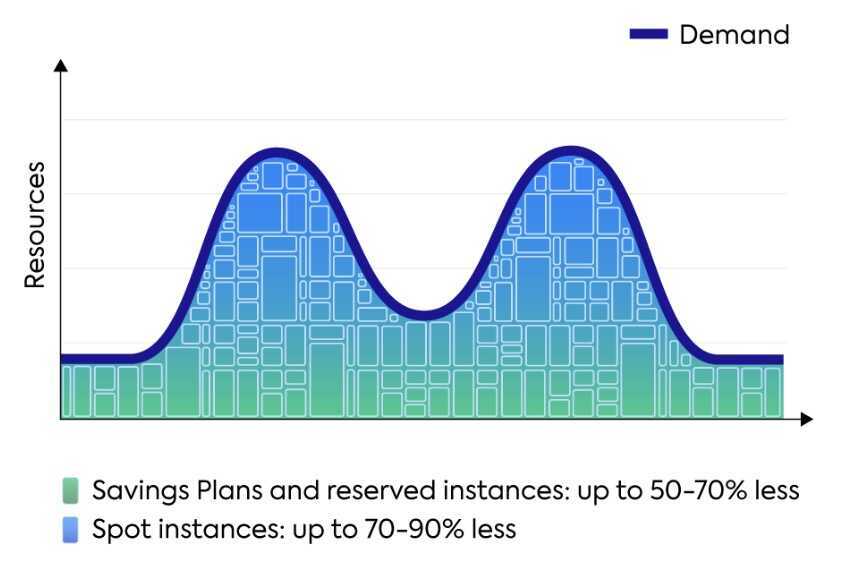 Demand
Resources
Savings Plans and reserved instances: up to 50-70% less
Spot instances: up to 70-90% less